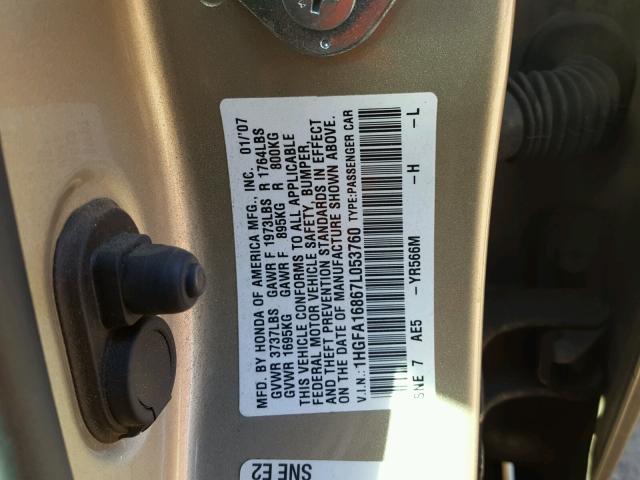 MFD. BY HONDA OF AMERICA MFG., INC. 01/'07
GVWR 3737LBS GAWR F 1973LBS R 1764LBS
GVWR 1695KG GAWR F 895KG R 800KG
THIS VEHICLE CONFORMS TO ALL APPLICABLE
FEDERAL MOTOR VEHICLE SAFETY, BUMPER,
AND THEFT PREVENTION STANDARDS IN EFFECT
ON THE DATE OF MANUFACTURE SHOWN ABOVE.
V.I.N.: 1HGFA16867L053760 TYPE:PASSENGER CAR
SNE 7 AE5 - YR566M - H - L
SNE E2